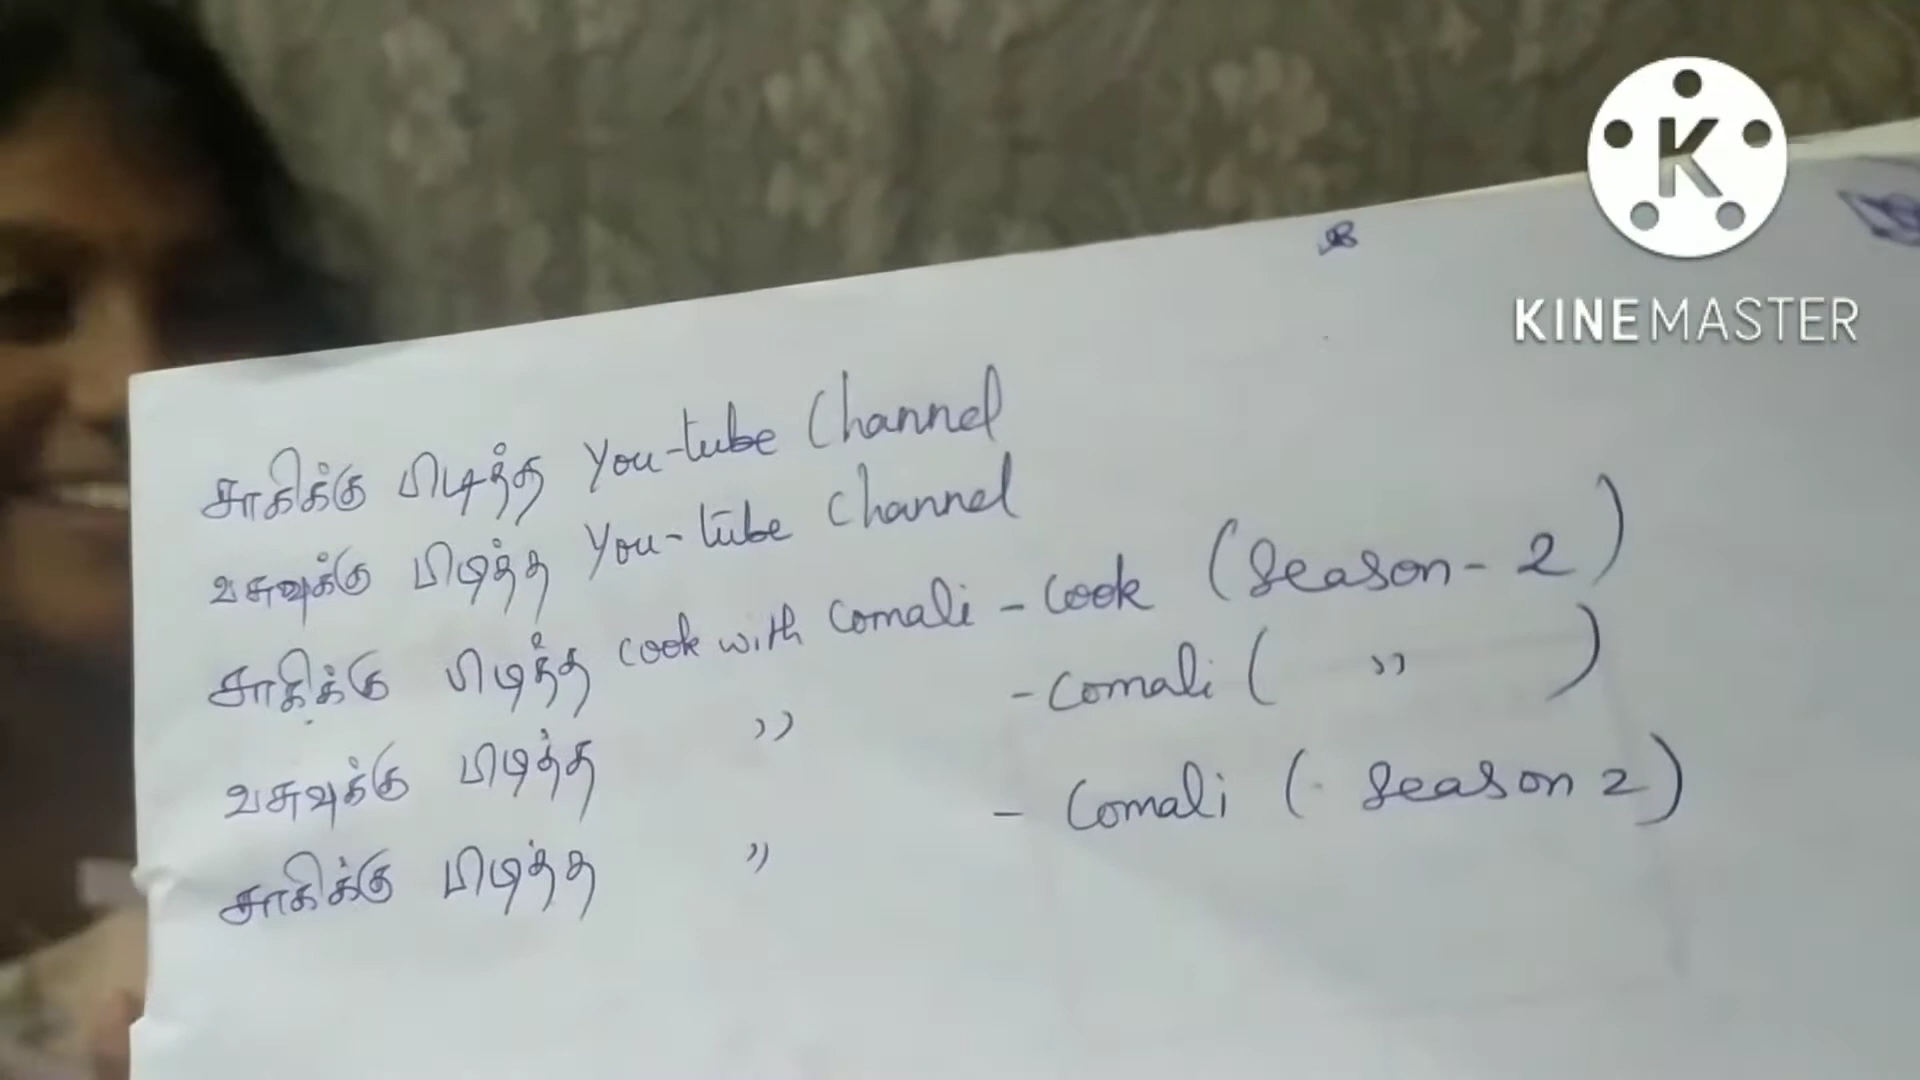 KINEMASTER
சாகிக்கு பிடித்த You-tube Channel
வசுவுக்கு பிடித்த You-tube Channel
சாகிக்கு பிடித்த cook with Comali - Cook (Season - 2)
வசுவுக்கு பிடித்த " - Comali ( " )
சாகிக்கு பிடித்த " - Comali (Season 2)